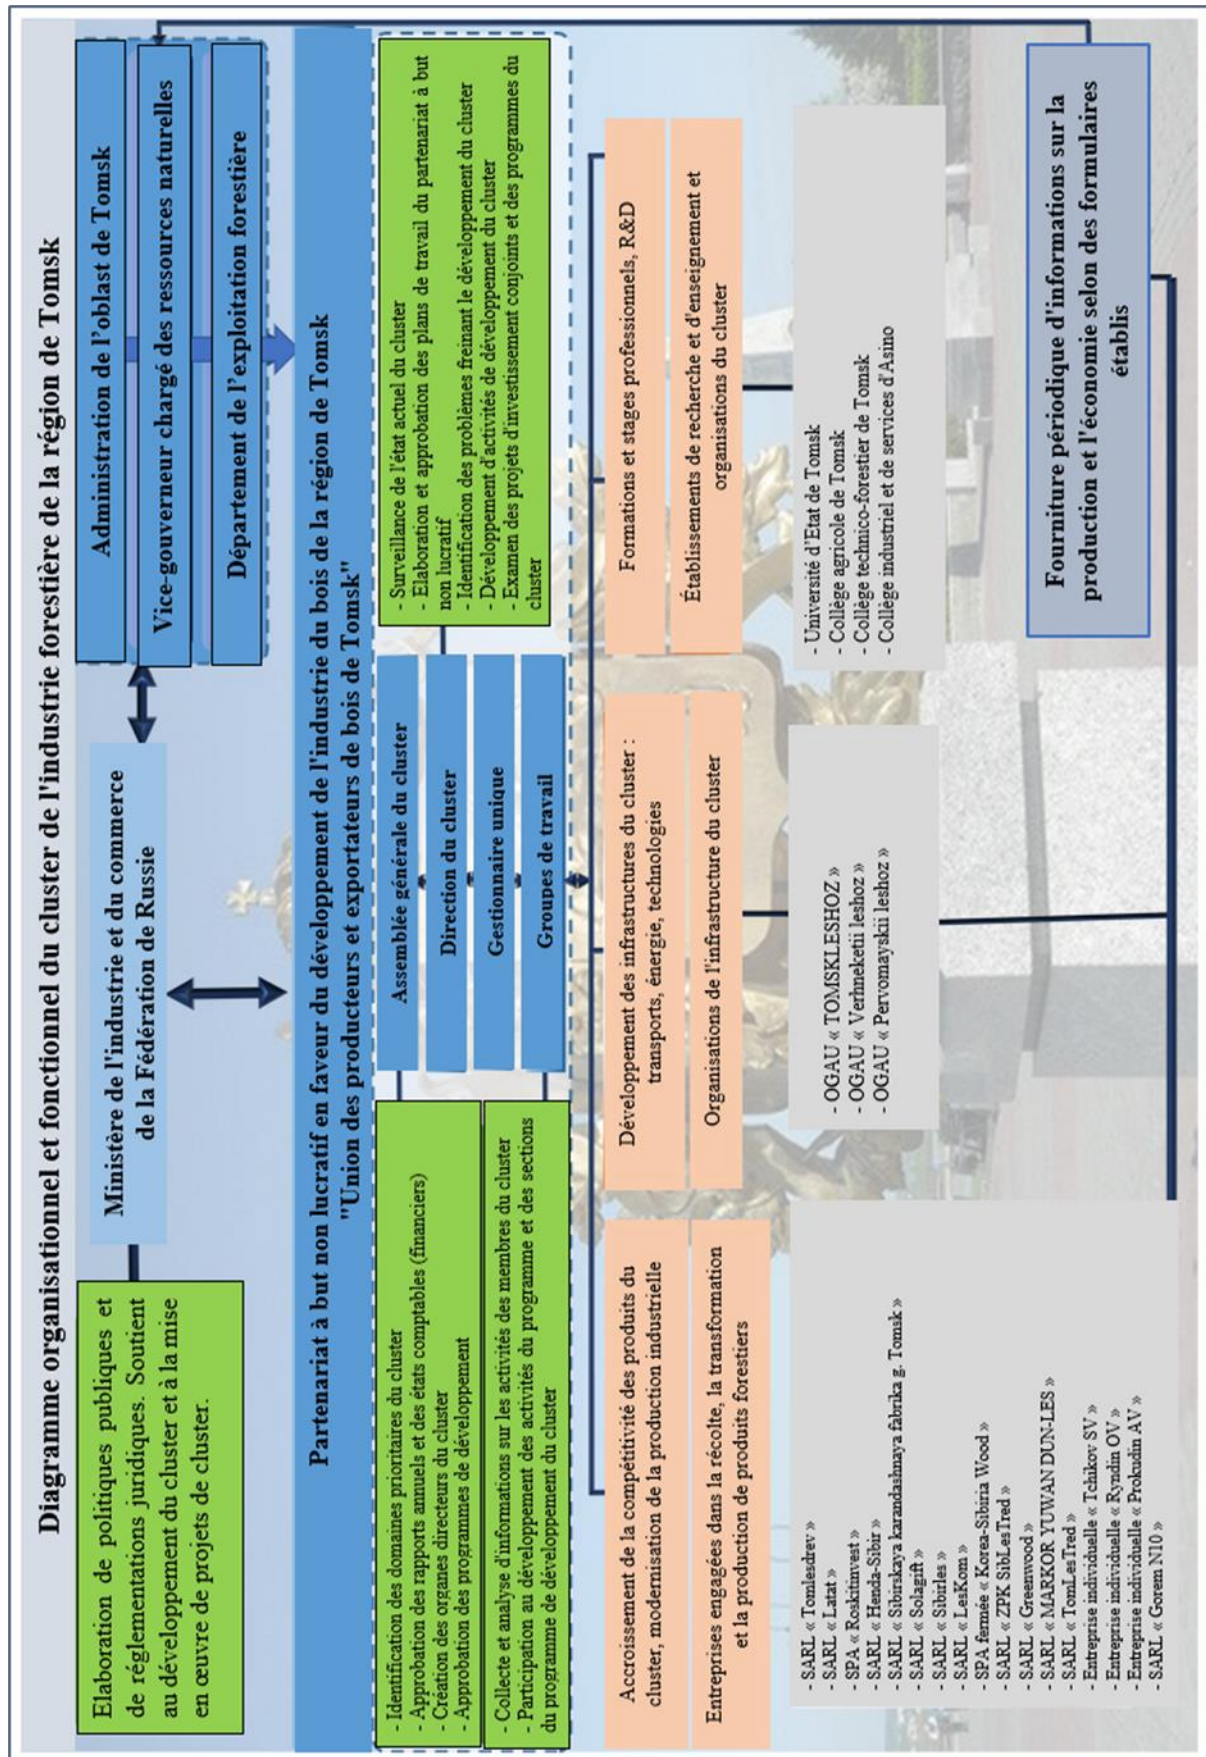 Diagramme organisationnel et fonctionnel du cluster de l'industrie forestière de la région de Tomsk
Elaboration de politiques publiques et
de réglementations juridiques. Soutient
au développement du cluster et à la mise
en œuvre de projets de cluster.
Ministère de l'industrie et du commerce
de la Fédération de Russie
Administration de l'oblast de Tomsk
Vice-gouverneur chargé des ressources naturelles
Département de l'exploitation forestière
Partenariat à but non lucratif en faveur du développement de l'industrie du bois de la région de Tomsk
"Union des producteurs et exportateurs de bois de Tomsk"
- Identification des domaines prioritaires du cluster
- Approbation des rapports annuels et des états comptables (financiers)
- Création des organes directeurs du cluster
- Approbation des programmes de développement
- Collecte et analyse d'informations sur les activités des membres du cluster
- Participation au développement des activités du programme et des sections
du programme de développement du cluster
Assemblée générale du cluster
Direction du cluster
Gestionnaire unique
Groupes de travail
- Surveillance de l'état actuel du cluster
- Elaboration et approbation des plans de travail du partenariat à but
non lucratif
- Identification des problèmes freinant le développement du cluster
- Développement d'activités de développement du cluster
- Examen des projets d'investissement conjoints et des programmes du
cluster
Accroissement de la compétitivité des produits du
cluster, modernisation de la production industrielle
Entreprises engagées dans la récolte, la transformation
et la production de produits forestiers
Développement des infrastructures du cluster :
transports, énergie, technologies
Organisations de l'infrastructure du cluster
Formations et stages professionnels, R&D
Établissements de recherche et d'enseignement et
organisations du cluster
- SARL « Tomlesdrev »
- SARL « Latat »
- SPA « Roskitinvest »
- SARL « Henda-Sibir »
- SARL « Sibirskaya karandashnaya fabrika g. Tomsk »
- SARL « Solagift »
- SARL « Sibirles »
- SARL « LesKom »
- SPA fermée « Korea-Sibiria Wood »
- SARL « ZPK SibLesTred »
- SARL « Greenwood »
- SARL « MARKOR YUWAN DUN-LES »
- SARL « TomLesTred »
- Entreprise individuelle « Tchikov SV »
- Entreprise individuelle « Ryndin OV »
- Entreprise individuelle « Prokudin AV »
- SARL « Gorem N10 »
- OGAU « TOMSKLESHOZ »
- OGAU « Verhneketii leshoz »
- OGAU « Pervomayskii leshoz »
- Université d'Etat de Tomsk
- Collège agricole de Tomsk
- Collège technico-forestier de Tomsk
- Collège industriel et de services d'Asino
Fourniture périodique d'informations sur la
production et l'économie selon des formulaires
établis